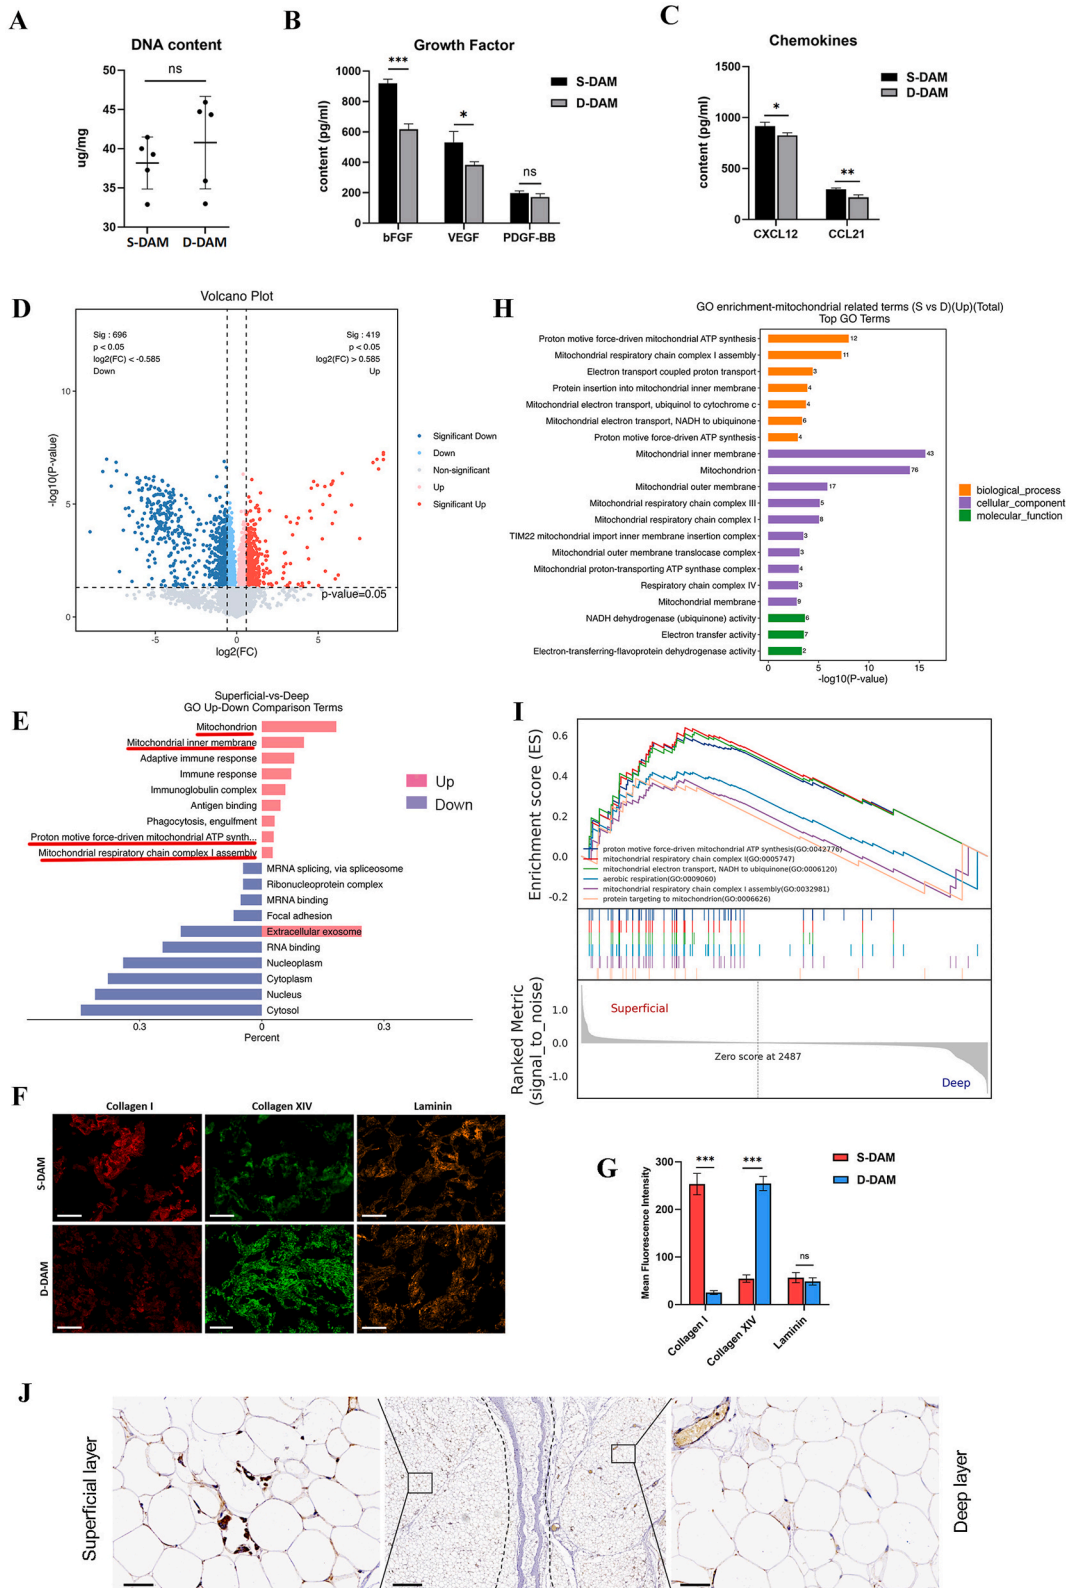 A
DNA content
ns
50
45
40
35
30
ug/mg
S-DAM
D-DAM
B
Growth Factor
***
*
ns
S-DAM
D-DAM
1000
800
600
400
200
0
content (pg/ml)
bFGF
VEGF
PDGF-BB
C
Chemokines
*
**
S-DAM
D-DAM
1500
1000
500
0
content (pg/ml)
CXCL12
CCL21
D
Volcano Plot
Sig : 696
p < 0.05
log2(FC) < -0.585
Down
Sig : 419
p < 0.05
log2(FC) > 0.585
Up
10
5
0
-log10(P-value)
p-value=0.05
-5
0
5
log2(FC)
Significant Down
Down
Non-significant
Up
Significant Up
H
GO enrichment-mitochondrial related terms (S vs D)(Up)(Total)
Top GO Terms
Proton motive force-driven mitochondrial ATP synthesis 12
Mitochondrial respiratory chain complex I assembly 11
Electron transport coupled proton transport 3
Protein insertion into mitochondrial inner membrane 4
Mitochondrial electron transport, ubiquinol to cytochrome c 4
Mitochondrial electron transport, NADH to ubiquinone 6
Proton motive force-driven ATP synthesis 4
Mitochondrial inner membrane 43
Mitochondrion 76
Mitochondrial outer membrane 17
Mitochondrial respiratory chain complex III 5
Mitochondrial respiratory chain complex I 8
TIM22 mitochondrial import inner membrane insertion complex 3
Mitochondrial outer membrane translocase complex 3
Mitochondrial proton-transporting ATP synthase complex 4
Respiratory chain complex IV 3
Mitochondrial membrane 9
NADH dehydrogenase (ubiquinone) activity 6
Electron transfer activity 7
Electron-transferring-flavoprotein dehydrogenase activity 2
0
5
10
15
-log10(P-value)
biological_process
cellular_component
molecular_function
E
Superficial-vs-Deep
GO Up-Down Comparison Terms
Mitochondrion
Mitochondrial inner membrane
Adaptive immune response
Immune response
Immunoglobulin complex
Antigen binding
Phagocytosis, engulfment
Proton motive force-driven mitochondrial ATP synth...
Mitochondrial respiratory chain complex I assembly
MRNA splicing, via spliceosome
Ribonucleoprotein complex
MRNA binding
Focal adhesion
Extracellular exosome
RNA binding
Nucleoplasm
Cytoplasm
Nucleus
Cytosol
0.3
0
0.3
Percent
Up
Down
I
Enrichment score (ES)
0.6
0.4
0.2
0.0
-0.2
proton motive force-driven mitochondrial ATP synthesis(GO:0042776)
mitochondrial respiratory chain complex I(GO:0005747)
mitochondrial electron transport, NADH to ubiquinone(GO:0006120)
aerobic respiration(GO:0009060)
mitochondrial respiratory chain complex I assembly(GO:0032981)
protein targeting to mitochondrion(GO:0006626)
Ranked Metric
(signal_to_noise)
1.0
0.0
-1.0
Superficial
Zero score at 2487
Deep
F
Collagen I
Collagen XIV
Laminin
S-DAM
D-DAM
G
***
***
ns
S-DAM
D-DAM
300
200
100
50
0
Mean Fluorescence Intensity
Collagen I
Collagen XIV
Laminin
J
Superficial layer
Deep layer